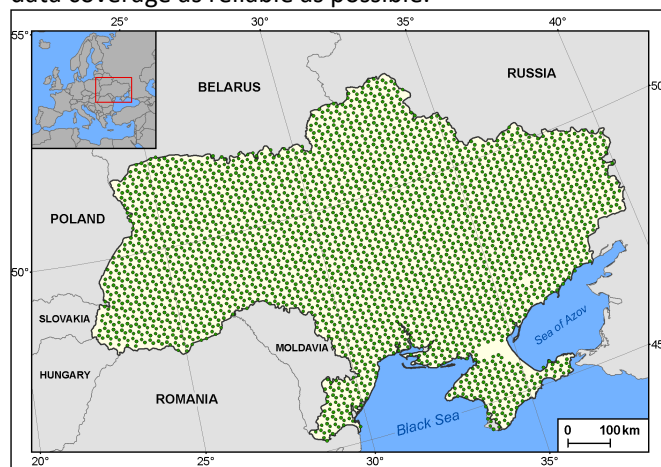 data coverage as reliable as possible.
25° 30° 35° 40°
55°
BELARUS
RUSSIA
50°
POLAND
50°
SLOVAKIA
MOLDAVIA
Sea of Azov
45°
HUNGARY
ROMANIA
Black Sea
0 100 km
20° 25° 30° 35°